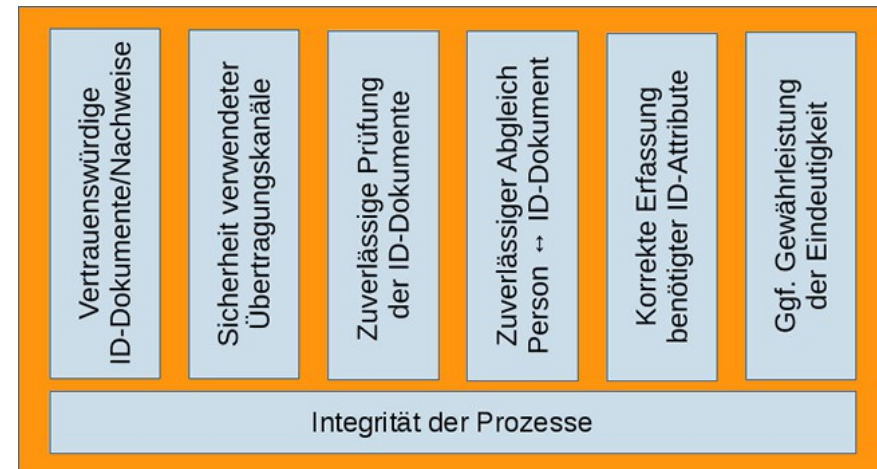 Vertrauenswürdige
ID-Dokumente/Nachweise
Sicherheit verwendeter
Übertragungskanäle
Zuverlässige Prüfung
der ID-Dokumente
Zuverlässiger Abgleich
Person ↔ ID-Dokument
Korrekte Erfassung
benötigter ID-Attribute
Ggf. Gewährleistung
der Eindeutigkeit
Integrität der Prozesse